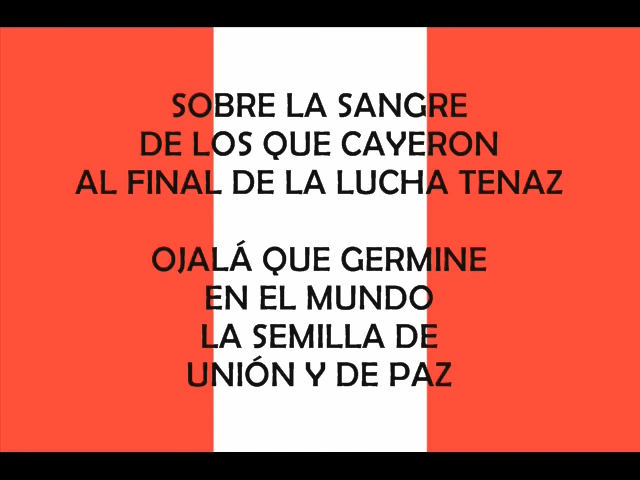 SOBRE LA SANGRE
DE LOS QUE CAYERON
AL FINAL DE LA LUCHA TENAZ
OJALÁ QUE GERMINE
EN EL MUNDO
LA SEMILLA DE
UNIÓN Y DE PAZ